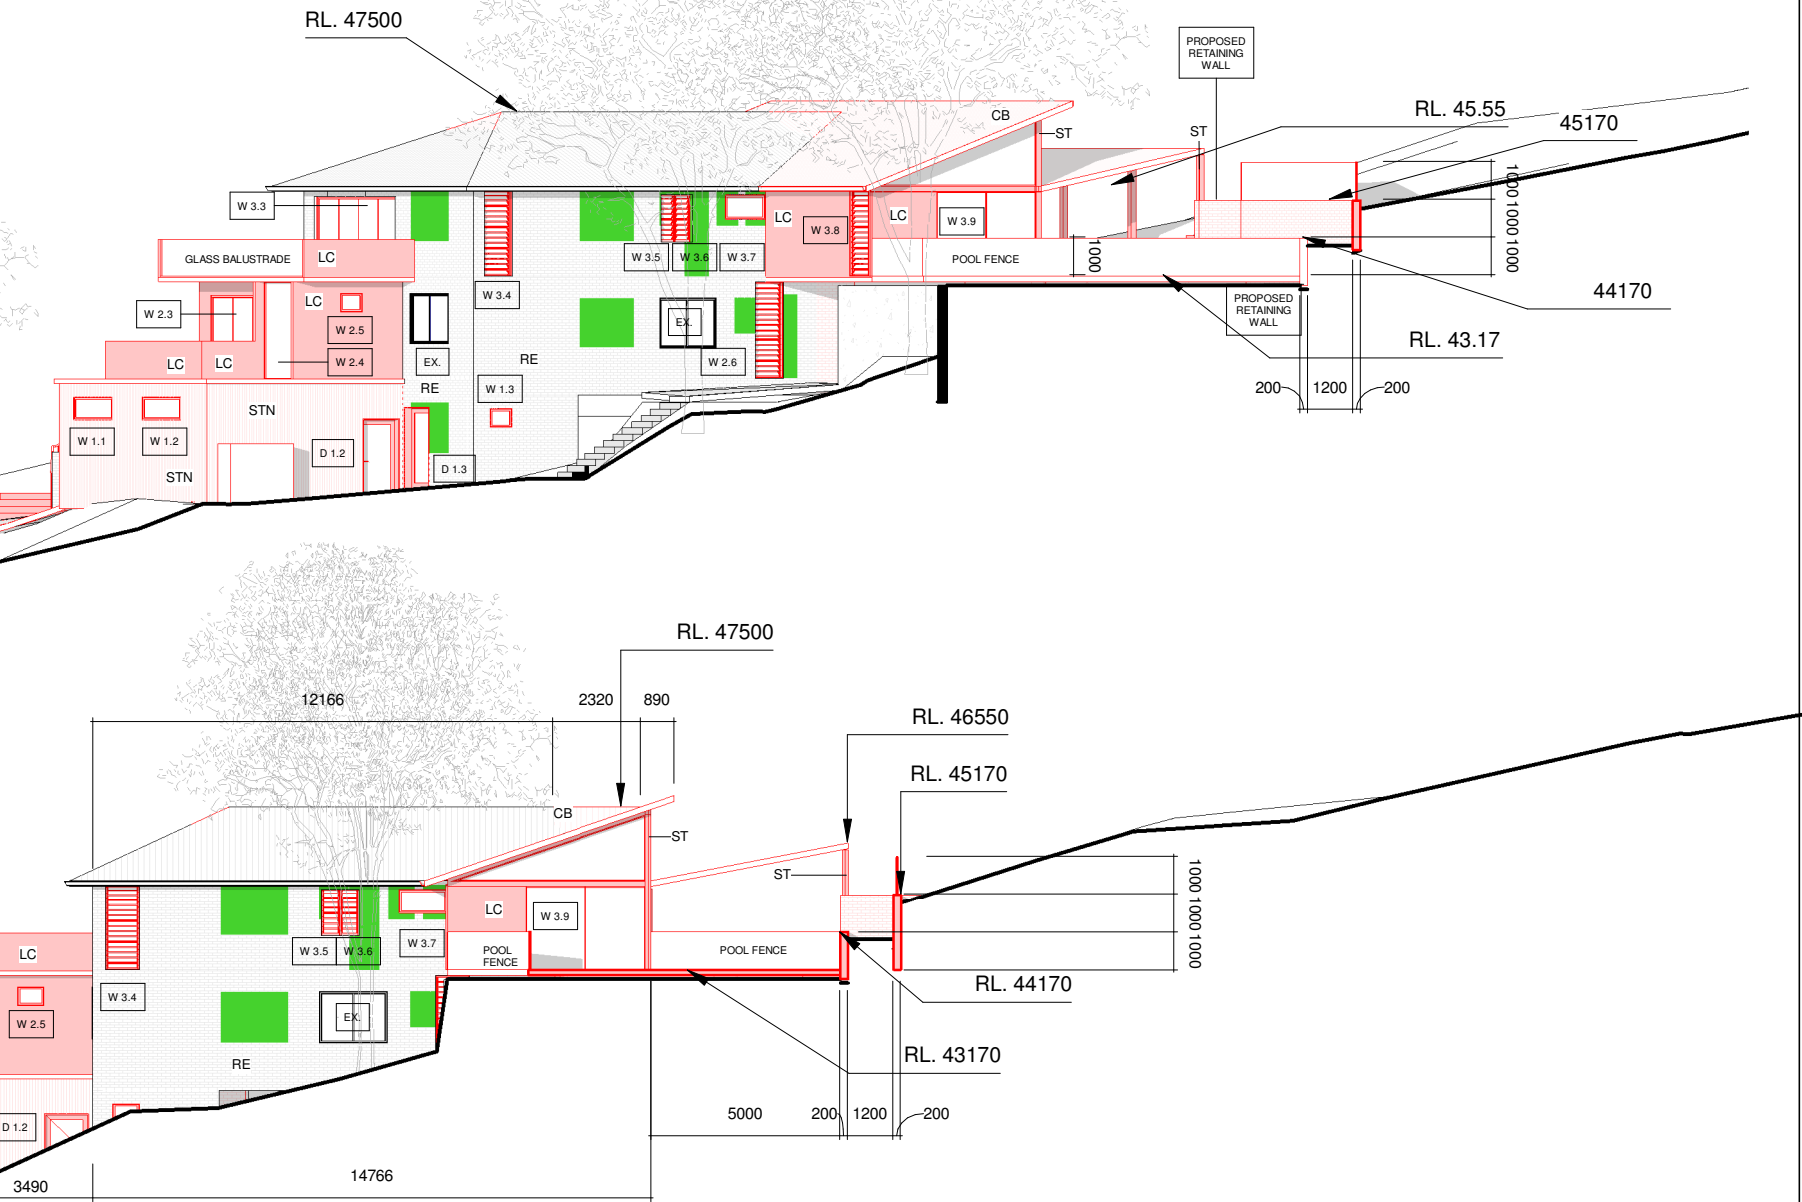 RL. 47500
PROPOSED
RETAINING
WALL
CB
ST
ST
RL. 45.55
45170
W 3.3
LC
W 3.8
LC
W 3.9
1000
1000
1000
GLASS BALUSTRADE
LC
W 3.5
W 3.6
W 3.7
POOL FENCE
1000
W 3.4
44170
W 2.3
LC
W 2.5
EX.
PROPOSED
RETAINING
WALL
RL. 43.17
LC
LC
W 2.4
EX.
RE
W 2.6
RE
W 1.3
200
1200
200
STN
W 1.1
W 1.2
D 1.2
D 1.3
STN
RL. 47500
12166
2320
890
RL. 46550
RL. 45170
CB
ST
ST
1000
1000
1000
LC
W 3.9
LC
W 3.5
W 3.6
W 3.7
POOL
FENCE
POOL FENCE
RL. 44170
W 3.4
W 2.5
EX.
RE
RL. 43170
D 1.2
5000
200
1200
200
3490
14766